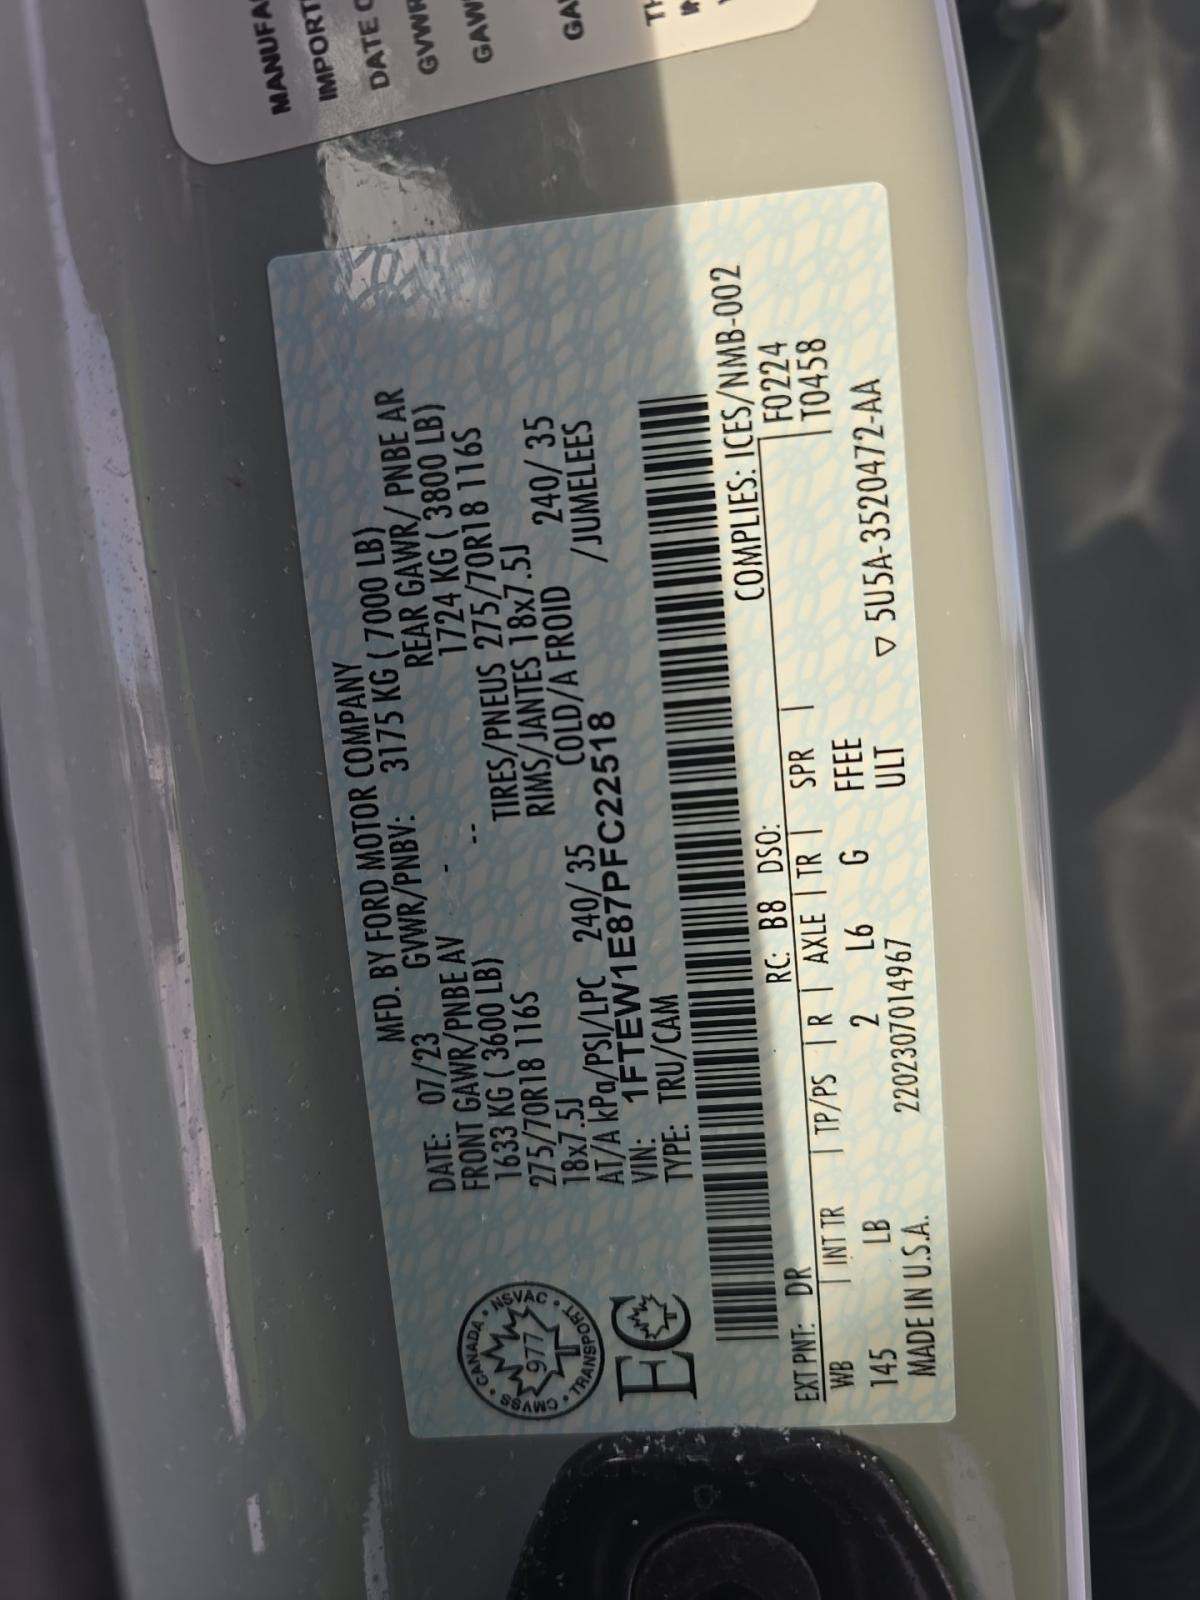 MANUFA
IMPORT
DATE O
GVWR
GAW
GA
TH
MFD. BY FORD MOTOR COMPANY
DATE: 07/23 GVWR/PNBV: 3175 KG ( 7000 LB)
FRONT GAWR/PNBE AV - REAR GAWR/ PNBE AR
1633 KG ( 3600 LB) -- 1724 KG ( 3800 LB)
275/70R18 116S TIRES/PNEUS 275/70R18 116S
18x7.5J RIMS/JANTES 18x7.5J
AT/A kPa/PSI/LPC 240/ 35 COLD/A FROID 240/ 35
VIN: 1FTEW1E87PFC22518 /JUMELEES
TYPE: TRU/CAM
CANADA • NSVAC • TRANSPORT • CMVSS •
977
EC
COMPLIES: ICES/NMB-002
EXT PNT: DR RC: B8 DSO: F0224
WB | INT TR | TP/PS | R | AXLE | TR | SPR | T0458
145 LB 2 L6 G FFEE
ULT ▽ 5U5A-3520472-AA
2202307014967
MADE IN U.S.A.